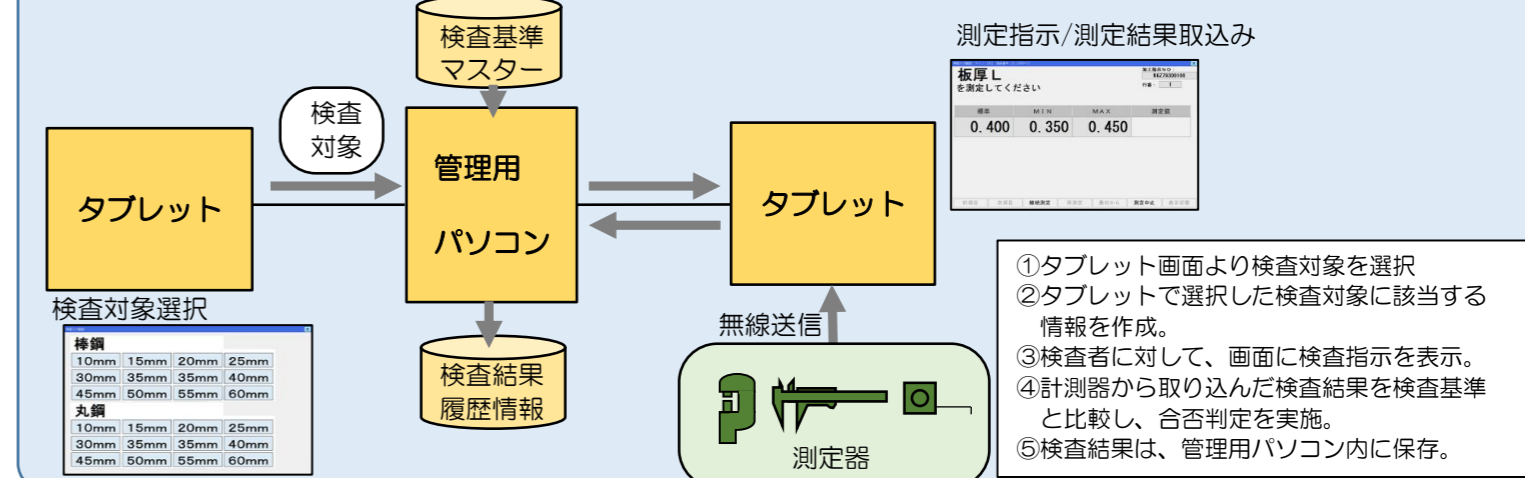 検査基準
マスター
検査
対象
タブレット
管理用
パソコン
タブレット
検査対象選択
棒鋼
10mm 15mm 20mm 25mm
30mm 35mm 35mm 40mm
45mm 50mm 55mm 60mm
丸鋼
10mm 15mm 20mm 25mm
30mm 35mm 35mm 40mm
45mm 50mm 55mm 60mm
検査結果
履歴情報
測定指示/測定結果取込み
板厚L
を測定してください
行番: 1
標準 MIN MAX 測定値
0.400 0.350 0.450
継続測定 測定中止
無線送信
測定器
①タブレット画面より検査対象を選択
②タブレットで選択した検査対象に該当する
情報を作成。
③検査者に対して、画面に検査指示を表示。
④計測器から取り込んだ検査結果を検査基準
と比較し、合否判定を実施。
⑤検査結果は、管理用パソコン内に保存。